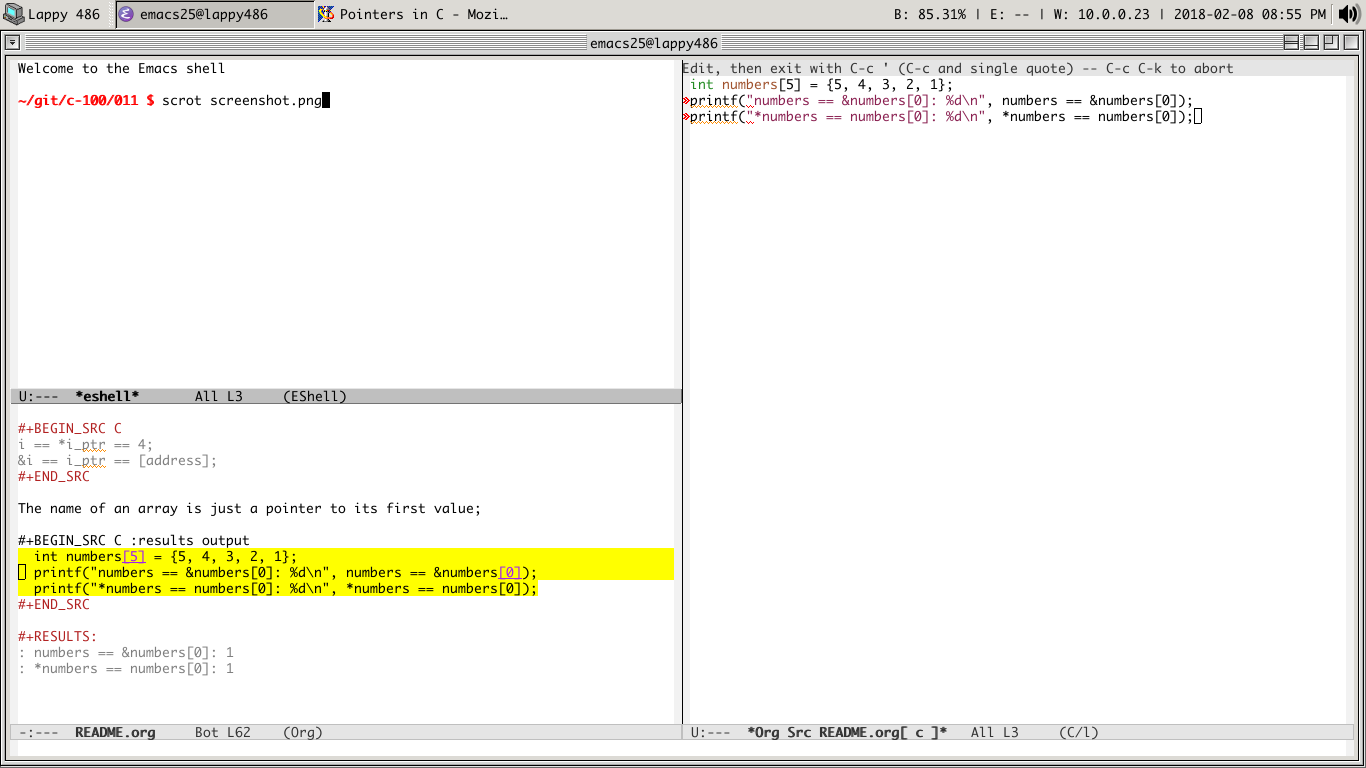 Lappy 486 emacs@lappy486 Pointers in C - Mozi… B: 85.31% | E: -- | W: 10.0.0.23 | 2018-02-08 08:55 PM
emacs25@lappy486
Welcome to the Emacs shell
~/git/c-100/011 $ scrot screenshot.png
U:--- *eshell* All L3 (EShell)
#+BEGIN_SRC C
i == *i_ptr == 4;
&i == i_ptr == [address];
#+END_SRC
The name of an array is just a pointer to its first value;
#+BEGIN_SRC C :results output
int numbers[5] = {5, 4, 3, 2, 1};
printf("numbers == &numbers[0]: %d\n", numbers == &numbers[0]);
printf("*numbers == numbers[0]: %d\n", *numbers == numbers[0]);
#+END_SRC
#+RESULTS:
: numbers == &numbers[0]: 1
: *numbers == numbers[0]: 1
-:--- README.org Bot L62 (Org)
Edit, then exit with C-c ' (C-c and single quote) -- C-c C-k to abort
int numbers[5] = {5, 4, 3, 2, 1};
printf("numbers == &numbers[0]: %d\n", numbers == &numbers[0]);
printf("*numbers == numbers[0]: %d\n", *numbers == numbers[0]);
U:--- *Org Src README.org[ c ]* All L3 (C/l)